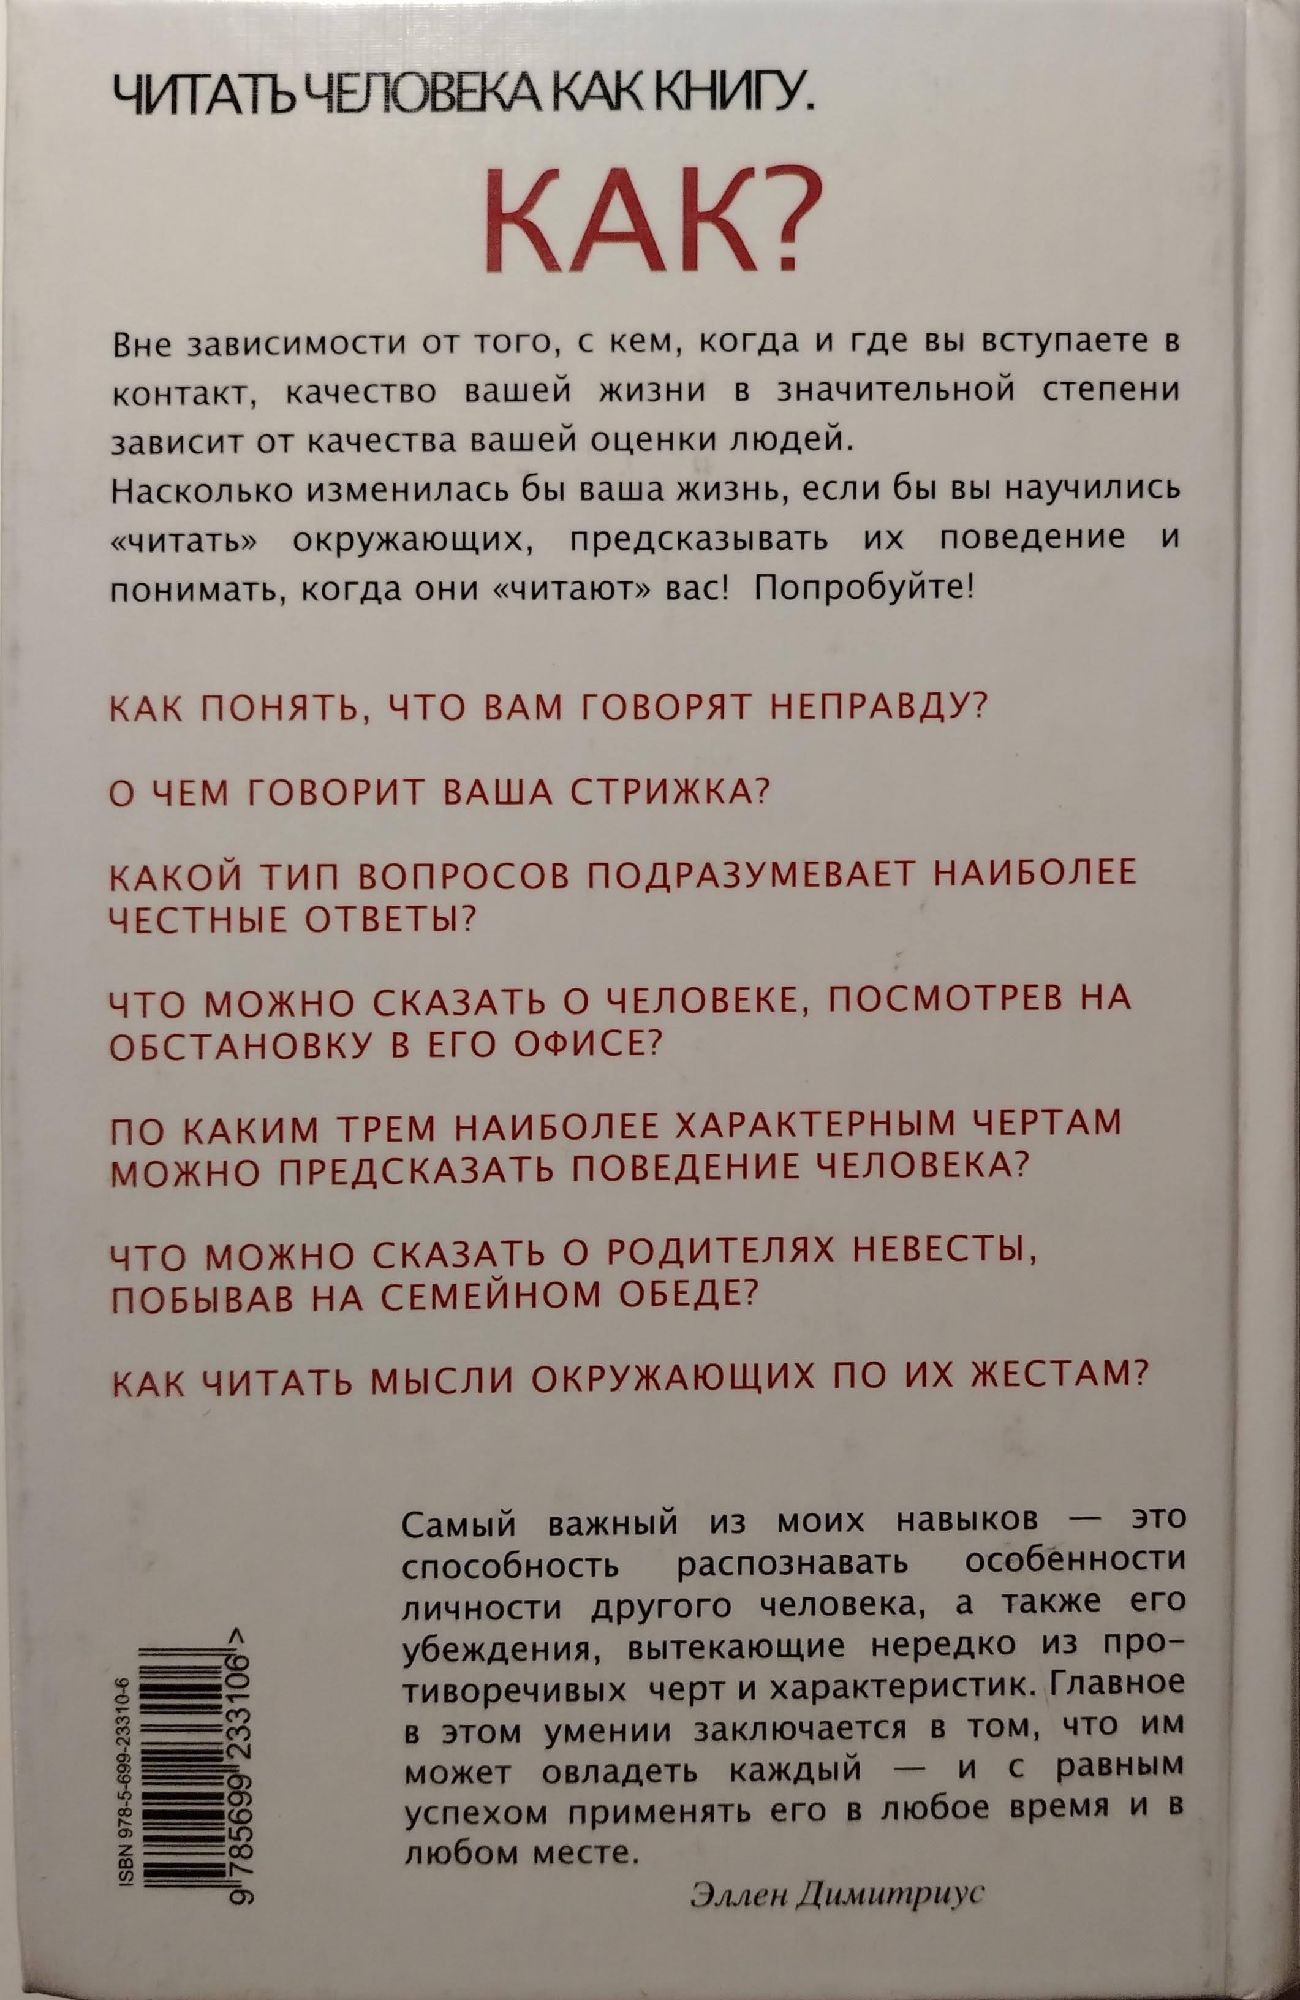 ЧИТАТЬ ЧЕЛОВЕКА КАК КНИГУ.
КАК?
Вне зависимости от того, с кем, когда и где вы вступаете в
контакт, качество вашей жизни в значительной степени
зависит от качества вашей оценки людей.
Насколько изменилась бы ваша жизнь, если бы вы научились
«читать» окружающих, предсказывать их поведение и
понимать, когда они «читают» вас! Попробуйте!
КАК ПОНЯТЬ, ЧТО ВАМ ГОВОРЯТ НЕПРАВДУ?
О ЧЕМ ГОВОРИТ ВАША СТРИЖКА?
КАКОЙ ТИП ВОПРОСОВ ПОДРАЗУМЕВАЕТ НАИБОЛЕЕ
ЧЕСТНЫЕ ОТВЕТЫ?
ЧТО МОЖНО СКАЗАТЬ О ЧЕЛОВЕКЕ, ПОСМОТРЕВ НА
ОБСТАНОВКУ В ЕГО ОФИСЕ?
ПО КАКИМ ТРЕМ НАИБОЛЕЕ ХАРАКТЕРНЫМ ЧЕРТАМ
МОЖНО ПРЕДСКАЗАТЬ ПОВЕДЕНИЕ ЧЕЛОВЕКА?
ЧТО МОЖНО СКАЗАТЬ О РОДИТЕЛЯХ НЕВЕСТЫ,
ПОБЫВАВ НА СЕМЕЙНОМ ОБЕДЕ?
КАК ЧИТАТЬ МЫСЛИ ОКРУЖАЮЩИХ ПО ИХ ЖЕСТАМ?
Самый важный из моих навыков — это
способность распознавать особенности
личности другого человека, а также его
убеждения, вытекающие нередко из про-
тиворечивых черт и характеристик. Главное
в этом умении заключается в том, что им
может овладеть каждый — и с равным
успехом применять его в любое время и в
любом месте.
Эллен Димитриус
ISBN 978-5-699-23310-6
9 785699 233106 >